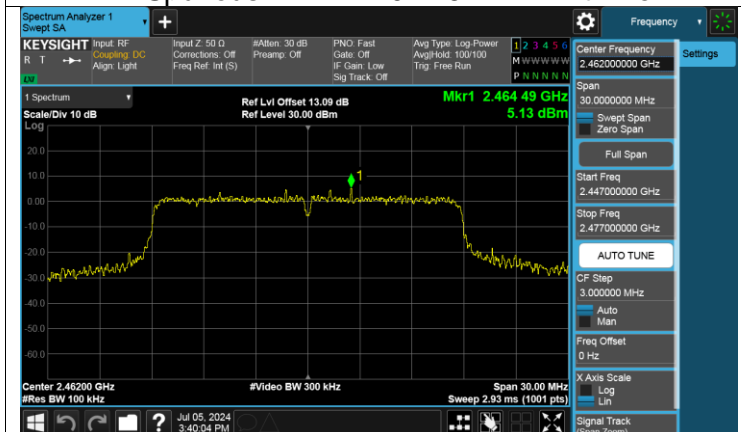 Spectrum Analyzer 1
Swept SA
Frequency
KEYSIGHT
R T
Input: RF
Coupling: DC
Align: Light
Input Z: 50 Ω
Corrections: Off
Freq Ref: Int (S)
#Atten: 30 dB
Preamp: Off
PNO: Fast
Gate: Off
IF Gain: Low
Sig Track: Off
Avg Type: Log-Power
Avg|Hold: 100/100
Trig: Free Run
1 2 3 4 5 6
M W W W W W
P N N N N N
1 Spectrum
Scale/Div 10 dB
Log
Ref Lvl Offset 13.09 dB
Ref Level 30.00 dBm
Mkr1 2.464 49 GHz
5.13 dBm
20.0
10.0
0.00
-10.0
-20.0
-30.0
-40.0
-50.0
-60.0
1
Center 2.46200 GHz
#Res BW 100 kHz
#Video BW 300 kHz
Span 30.00 MHz
Sweep 2.93 ms (1001 pts)
Jul 05, 2024
3:40:04 PM
Center Frequency
2.462000000 GHz
Settings
Span
30.0000000 MHz
Swept Span
Zero Span
Full Span
Start Freq
2.447000000 GHz
Stop Freq
2.477000000 GHz
AUTO TUNE
CF Step
3.000000 MHz
Auto
Man
Freq Offset
0 Hz
X Axis Scale
Log
Lin
Signal Track
(Span Zoom)